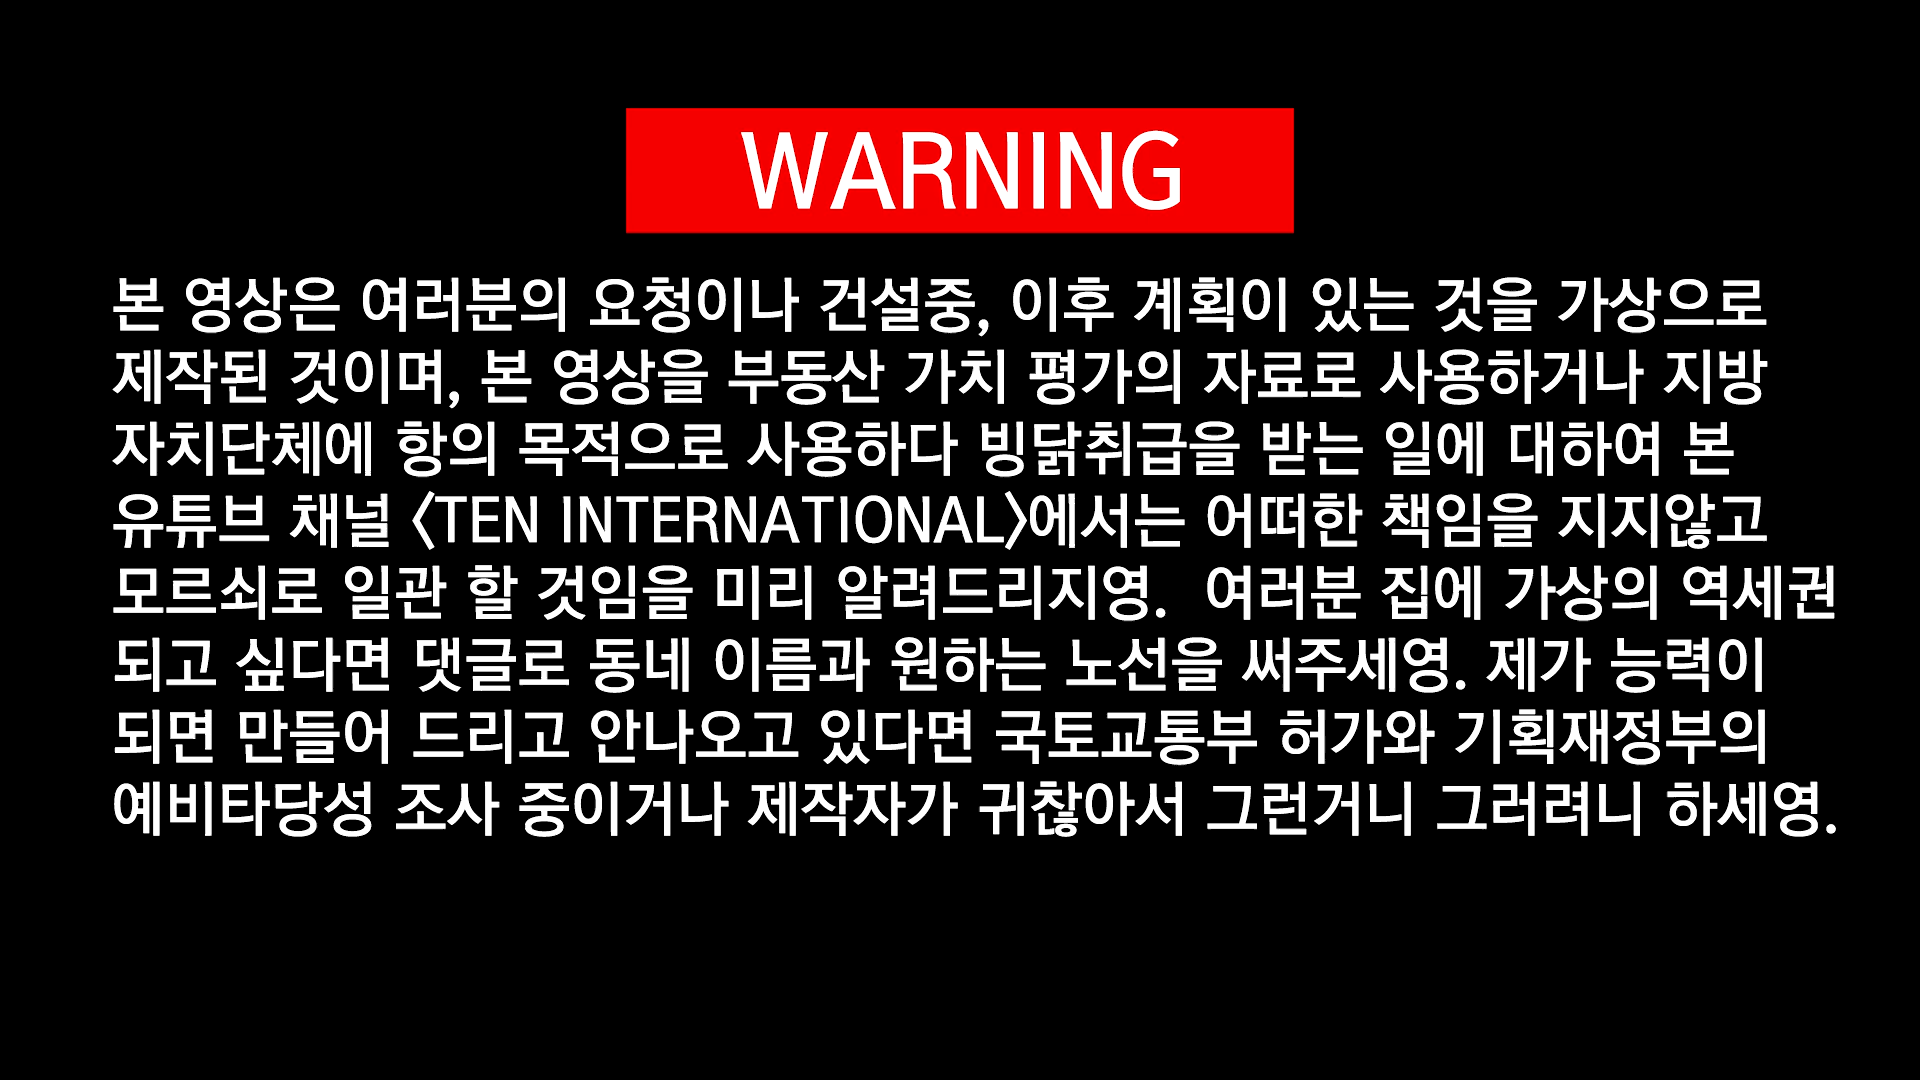 WARNING
본 영상은 여러분의 요청이나 건설중, 이후 계획이 있는 것을 가상으로
제작된 것이며, 본 영상을 부동산 가치 평가의 자료로 사용하거나 지방
자치단체에 항의 목적으로 사용하다 빙닭취급을 받는 일에 대하여 본
유튜브 채널 <TEN INTERNATIONAL>에서는 어떠한 책임을 지지않고
모르쇠로 일관 할 것임을 미리 알려드리지영. 여러분 집에 가상의 역세권
되고 싶다면 댓글로 동네 이름과 원하는 노선을 써주세영. 제가 능력이
되면 만들어 드리고 안나오고 있다면 국토교통부 허가와 기획재정부의
예비타당성 조사 중이거나 제작자가 귀찮아서 그런거니 그러려니 하세영.